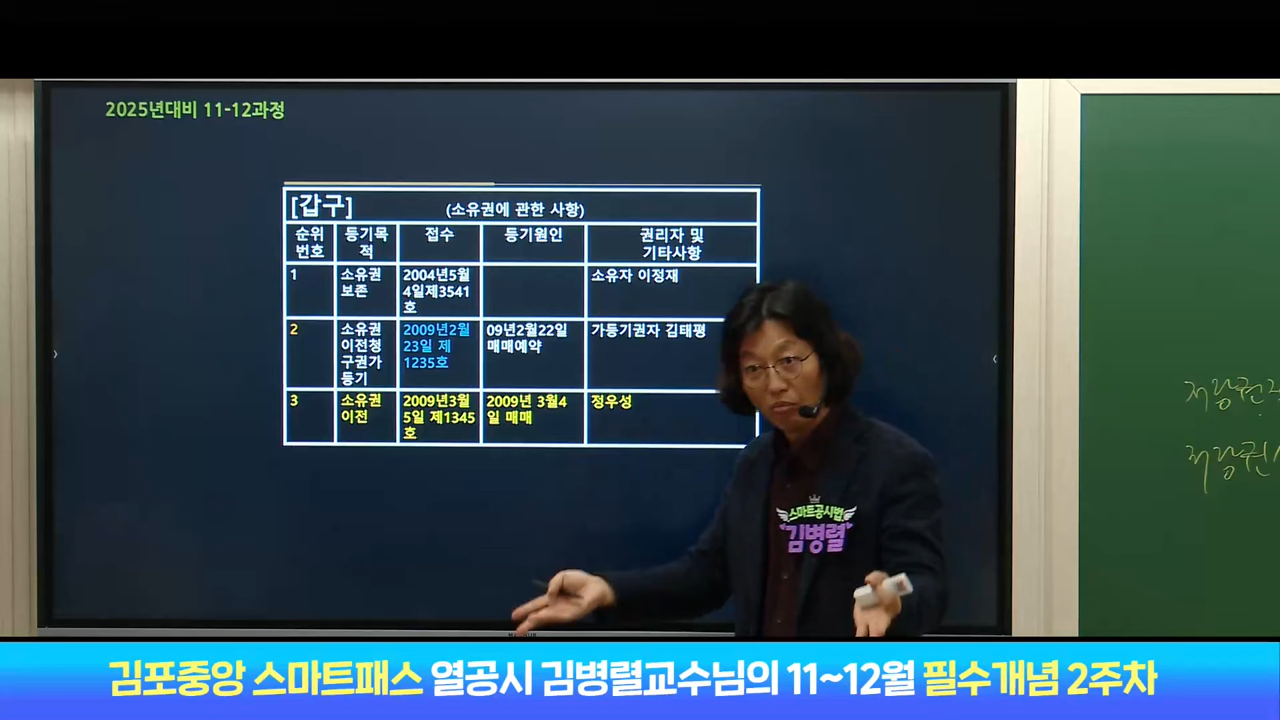 2025년대비 11-12과정
[갑구] (소유권에 관한 사항)
순위 번호 등기목적 접수 등기원인 권리자 및 기타사항
1 소유권 보존 2004년5월 4일제3541호 소유자 이정재
2 소유권 이전청구권가등기 2009년2월 23일 제 1235호 09년2월22일 매매예약 가등기권자 김태평
3 소유권 이전 2009년3월 5일 제1345호 2009년 3월4일 매매 정우성
저당권
저당권
스마트공시법
김병렬
김포중앙 스마트패스 열공시 김병렬교수님의 11~12월 필수개념 2주차